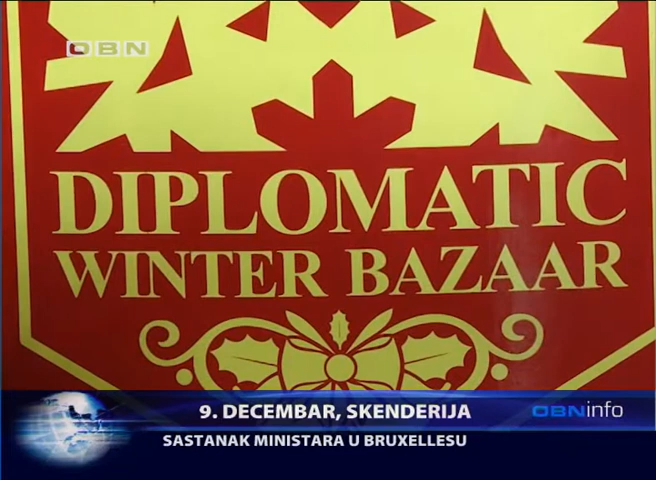 OBN
DIPLOMATIC
WINTER BAZAAR
9. DECEMBAR, SKENDERIJA
OBNinfo
SASTANAK MINISTARA U BRUXELLESU